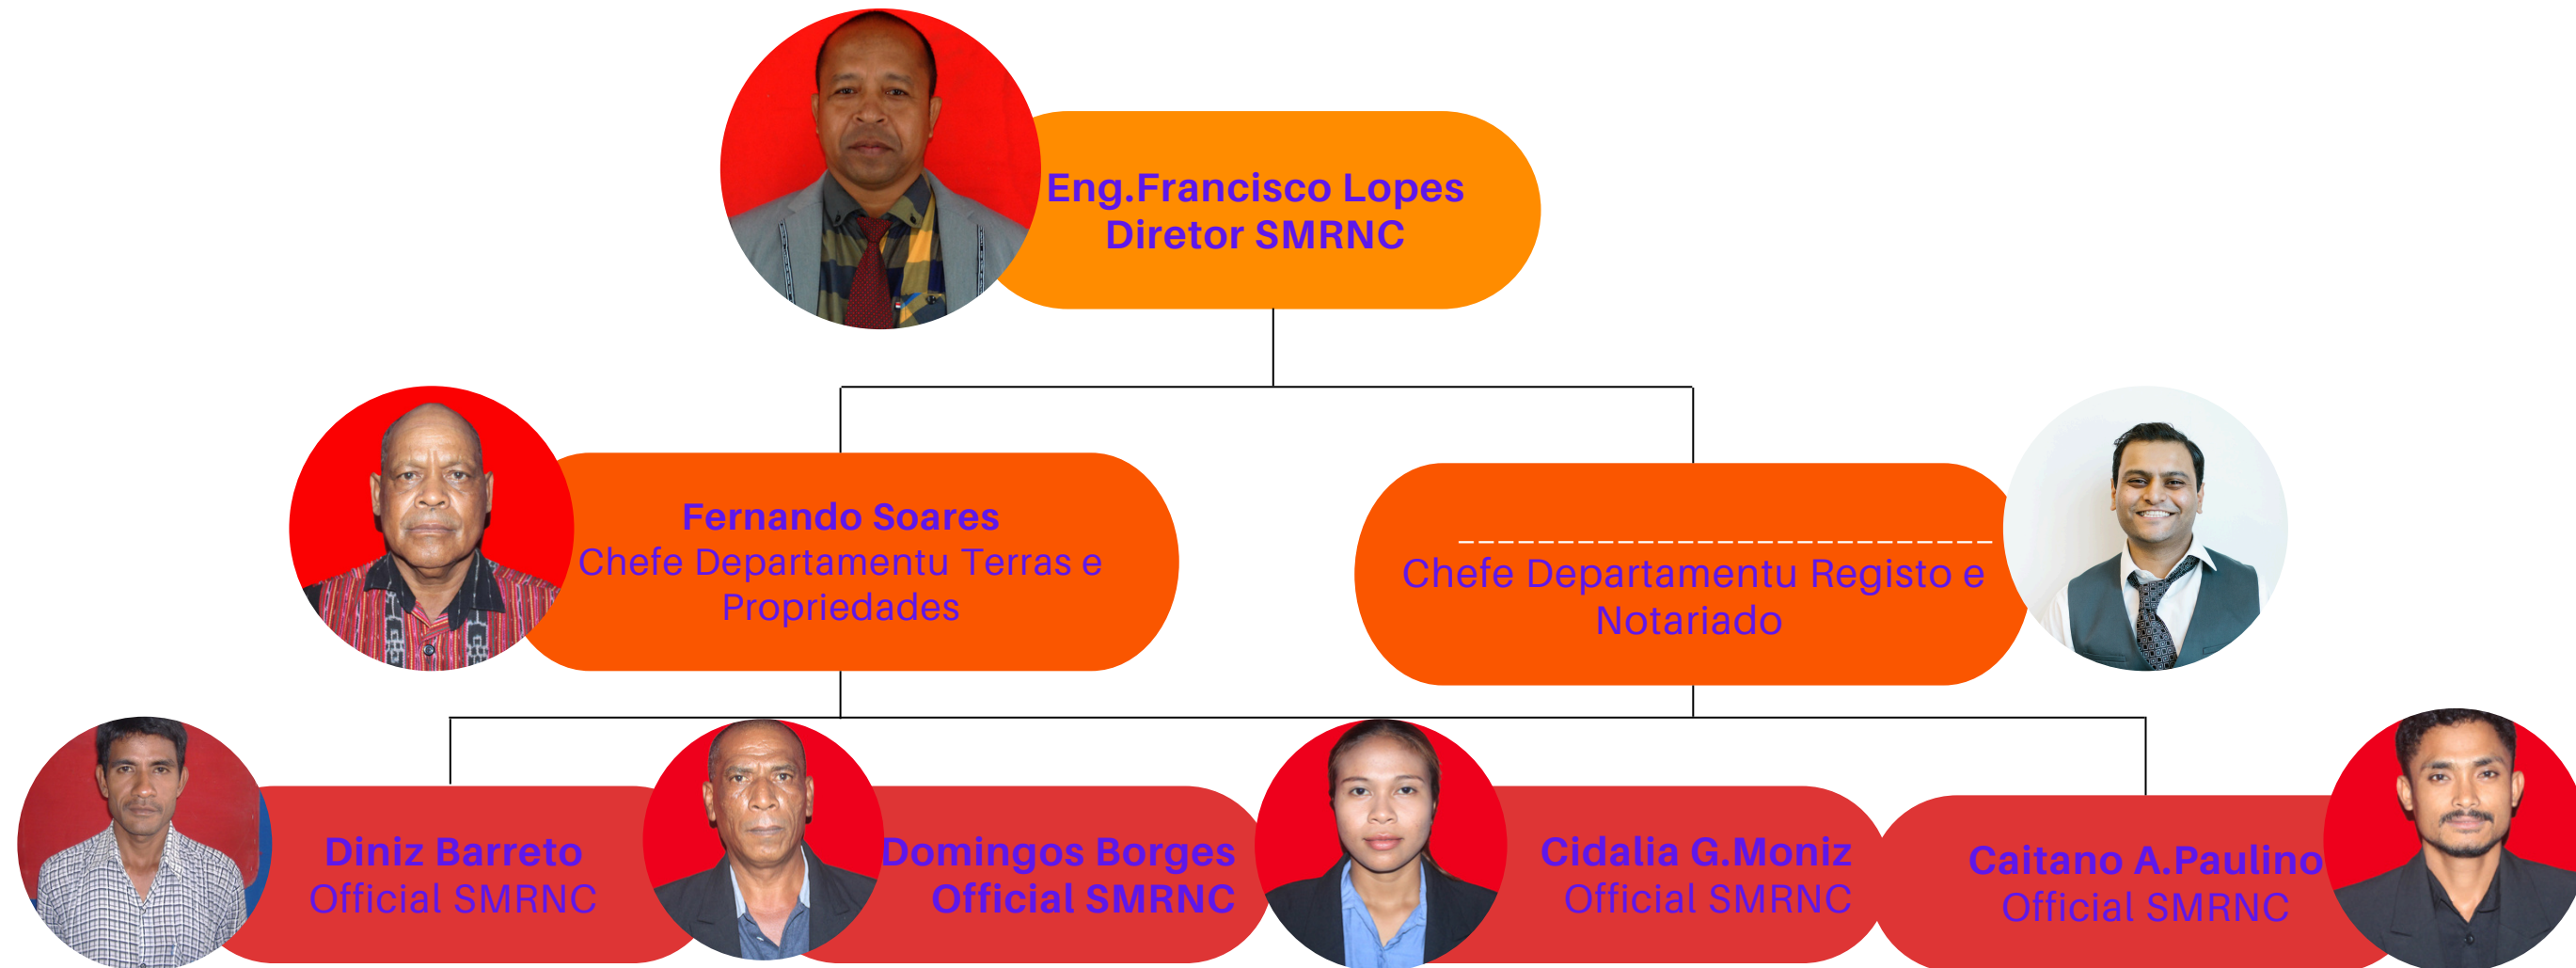 Eng.Francisco Lopes
Diretor SMRNC
Fernando Soares
Chefe Departamentu Terras e
Propriedades
____________________________
Chefe Departamentu Registo e
Notariado
Diniz Barreto
Official SMRNC
Domingos Borges
Official SMRNC
Cidalia G.Moniz
Official SMRNC
Caitano A.Paulino
Official SMRNC